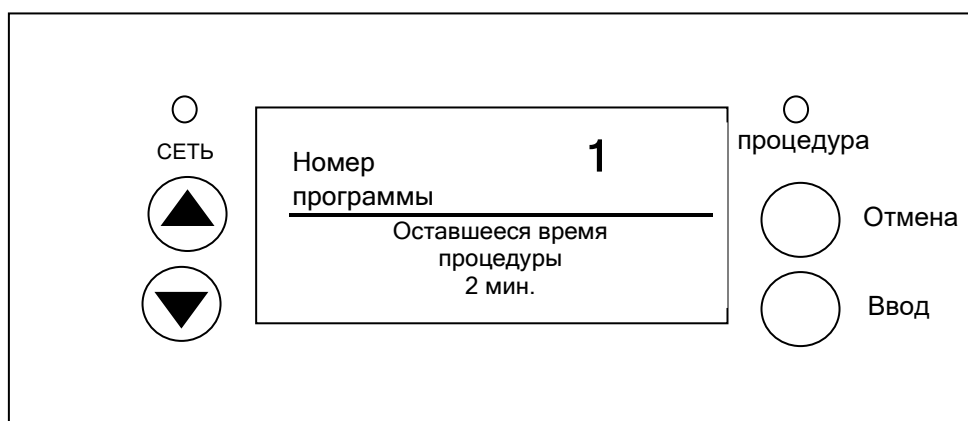 СЕТЬ
Номер
программы
1
Оставшееся время
процедуры
2 мин.
процедура
Отмена
Ввод